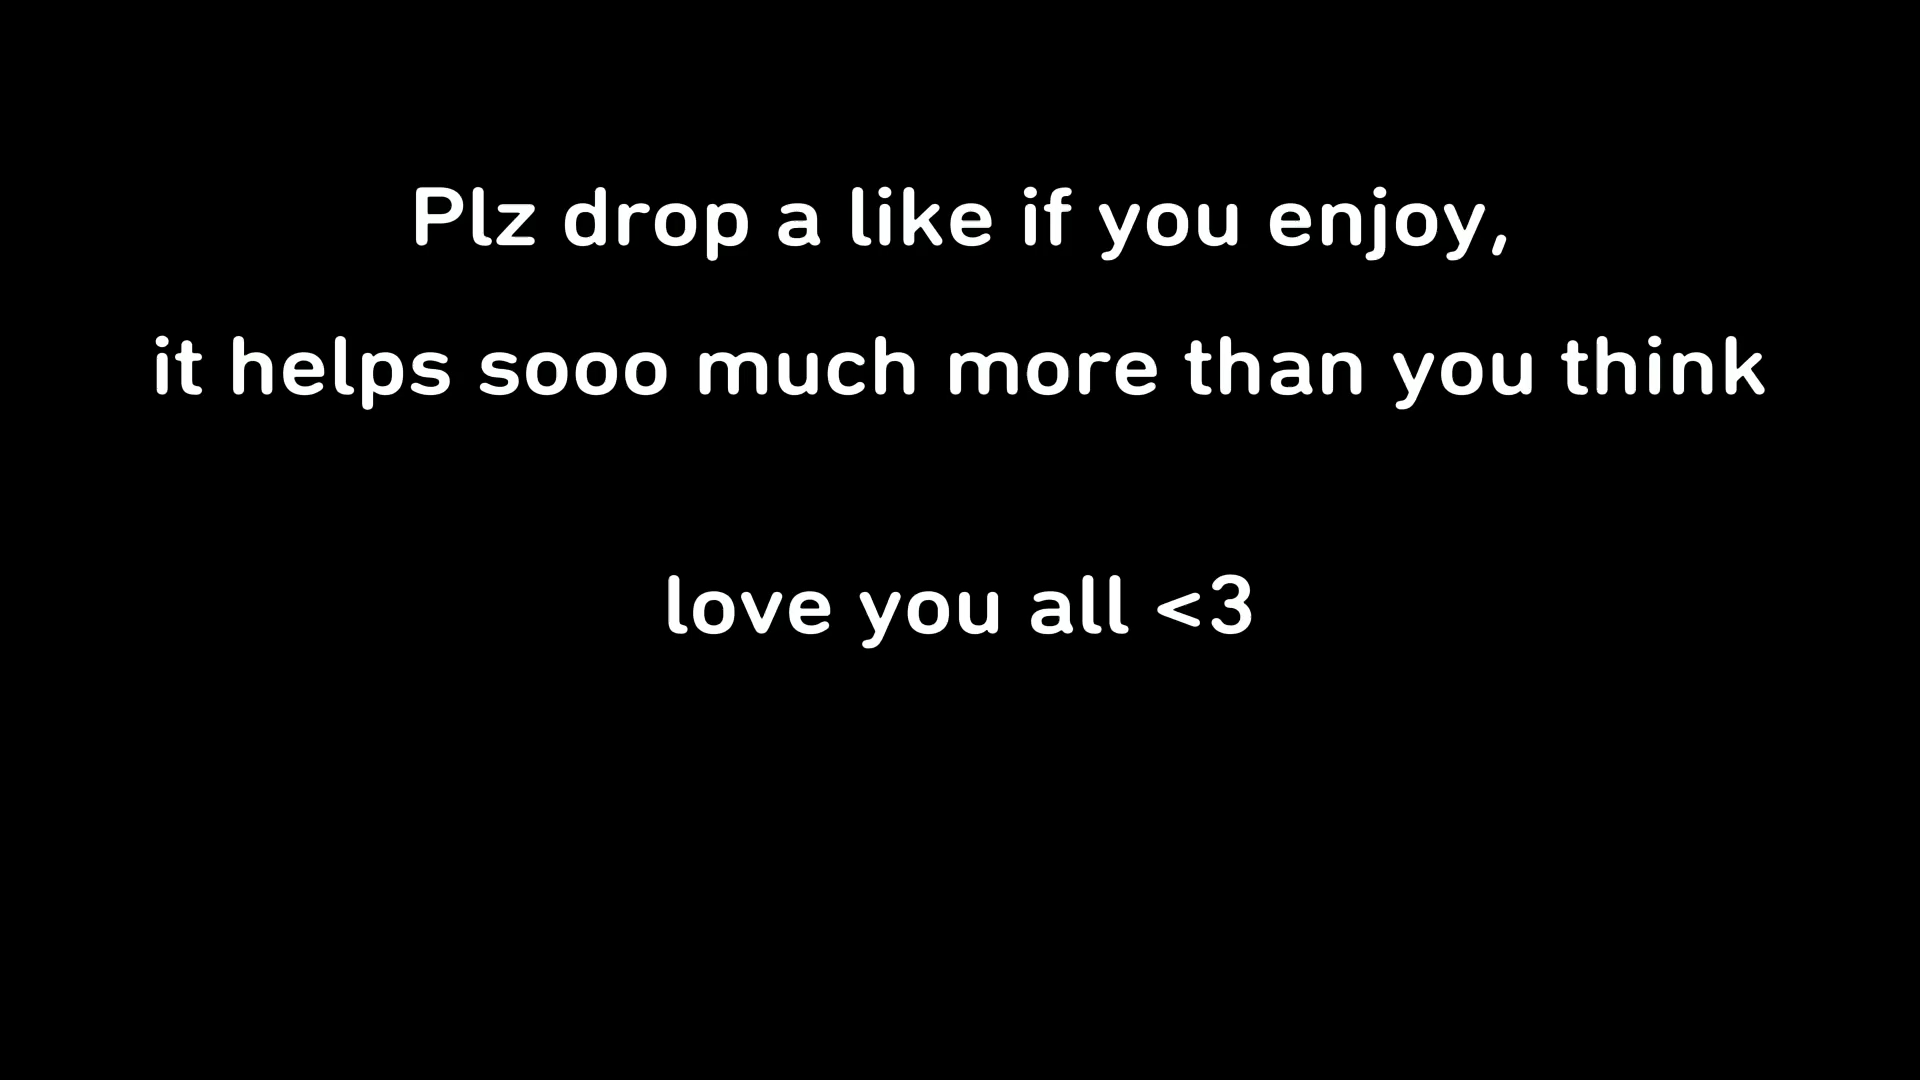 Plz drop a like if you enjoy,
it helps sooo much more than you think
love you all <3